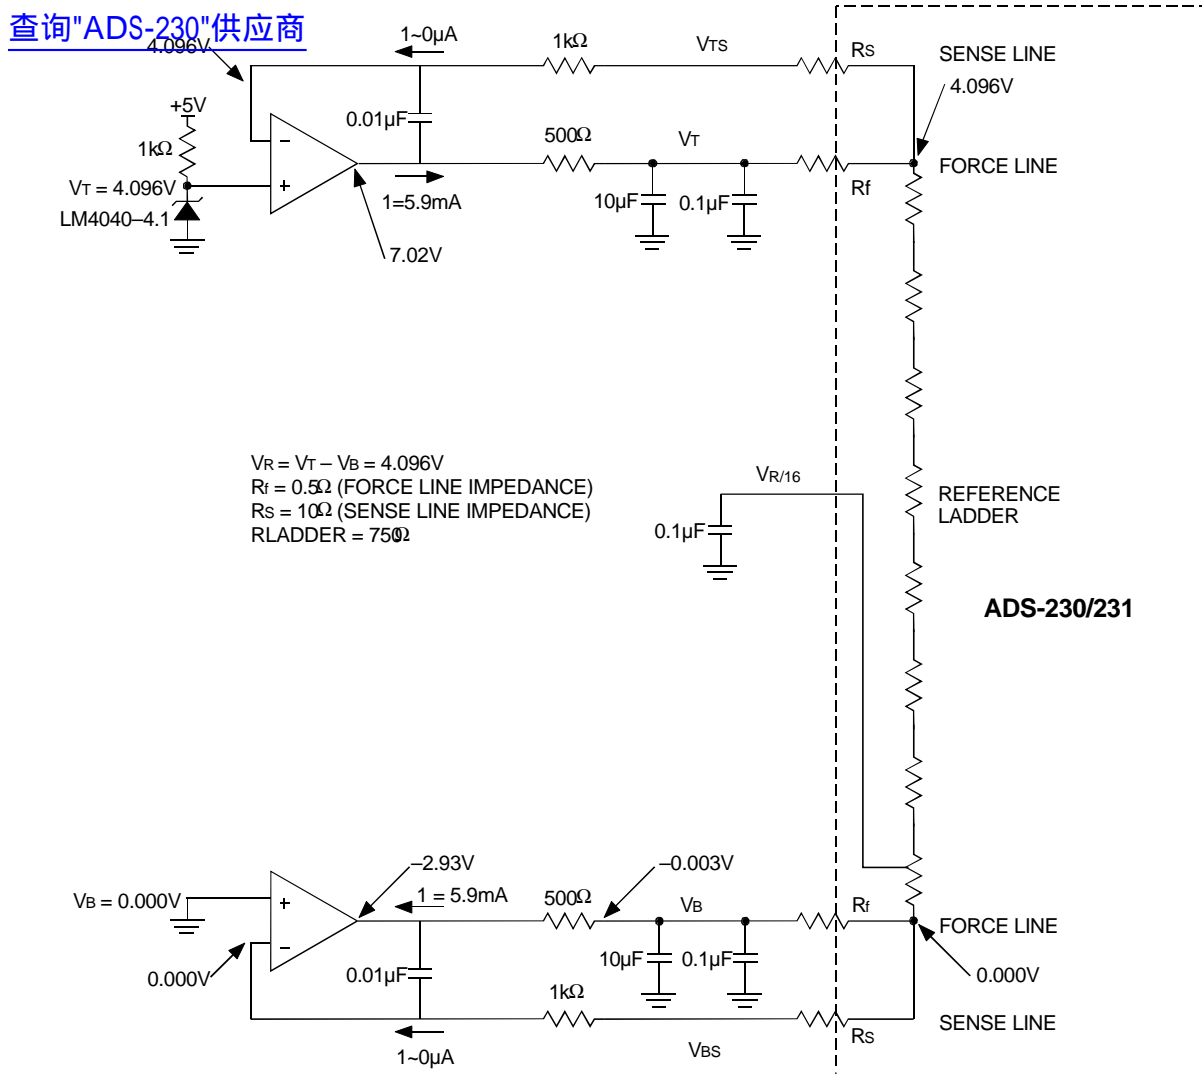 查询"ADS-230"供应商
4.096V
1~0µA
1kΩ
VTS
RS
SENSE LINE
4.096V
+5V
0.01µF
1kΩ
500Ω
VT
FORCE LINE
−
+
VT = 4.096V
LM4040–4.1
1=5.9mA
10µF
0.1µF
Rf
7.02V
VR = VT – VB = 4.096V
Rf = 0.5Ω (FORCE LINE IMPEDANCE)
RS = 10Ω (SENSE LINE IMPEDANCE)
RLADDER = 750Ω
VR/16
0.1µF
REFERENCE
LADDER
ADS-230/231
–2.93V
–0.003V
VB = 0.000V
+
−
1 = 5.9mA
500Ω
VB
Rf
FORCE LINE
0.000V
0.01µF
10µF
0.1µF
0.000V
1kΩ
SENSE LINE
1~0µA
VBS
RS